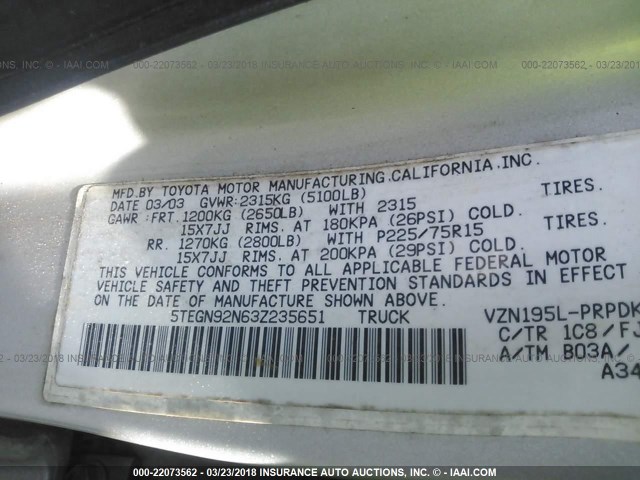 INSURANCE AUTO AUCTIONS, INC. - © IAAI.COM 000-22073562 - 03/23/2018 INSURANCE AUTO AUCTIONS, INC. - © IAAI.COM 000-22073562 - 03/23/2018
MFD.BY TOYOTA MOTOR MANUFACTURING.CALIFORNIA.INC.
DATE 03/03 GVWR:2315KG (5100LB)
GAWR:FRT.1200KG (2650LB) WITH 2315 TIRES.
15X7JJ RIMS. AT 180KPA (26PSI) COLD.
RR. 1270KG (2800LB) WITH P225/75R15 TIRES.
15X7JJ RIMS. AT 200KPA (29PSI) COLD.
THIS VEHICLE CONFORMS TO ALL APPLICABLE FEDERAL MOTOR
VEHICLE SAFETY AND THEFT PREVENTION STANDARDS IN EFFECT
ON THE DATE OF MANUFACTURE SHOWN ABOVE.
5TEGN92N63Z235651 TRUCK VZN195L-PRPDK
C/TR 1C8/FJ
A/TM B03A/
A34
000-22073562 - 03/23/2018 INSURANCE AUTO AUCTIONS, INC. - © IAAI.COM